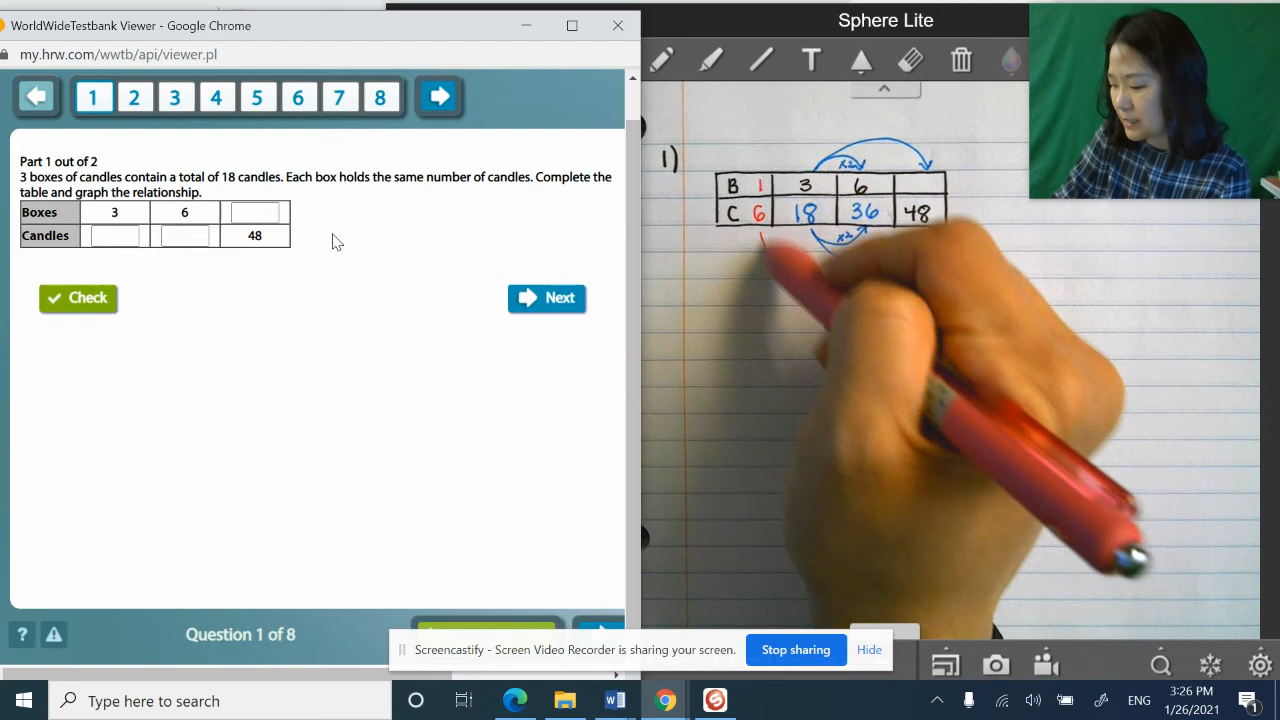 WorldWideTestbank Viewer - Google Chrome
my.hrw.com/wwtb/api/viewer.pl
1 2 3 4 5 6 7 8
Part 1 out of 2
3 boxes of candles contain a total of 18 candles. Each box holds the same number of candles. Complete the
table and graph the relationship.
Boxes 3 6
Candles 48
Check
Next
? Question 1 of 8
Sphere Lite
T
1)
x2
B 1 3 6
C 6 18 36 48
x2
Screencastify - Screen Video Recorder is sharing your screen. Stop sharing Hide
Type here to search
W
S
ENG
3:26 PM
1/26/2021
1